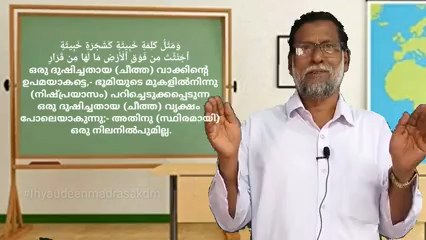 وَمَثَلُ كَلِمَةٍ خَبِيثَةٍ كَشَجَرَةٍ خَبِيثَةٍ
اجْتُثَّتْ مِن فَوْقِ الْأَرْضِ مَا لَهَا مِن قَرَارٍ
ഒരു ദുഷിച്ചതായ (ചീത്ത) വാക്കിന്റെ
ഉപമയാകട്ടെ,- ഭൂമിയുടെ മുകളിൽനിന്നു
(നിഷ്പ്രയാസം) പറിച്ചെടുക്കപ്പെടുന്ന
ഒരു ദുഷിച്ചതായ (ചീത്ത) വൃക്ഷം
പോലെയാകുന്നു;- അതിനു (സ്ഥിരമായി)
ഒരു നിലനിൽപുമില്ല.